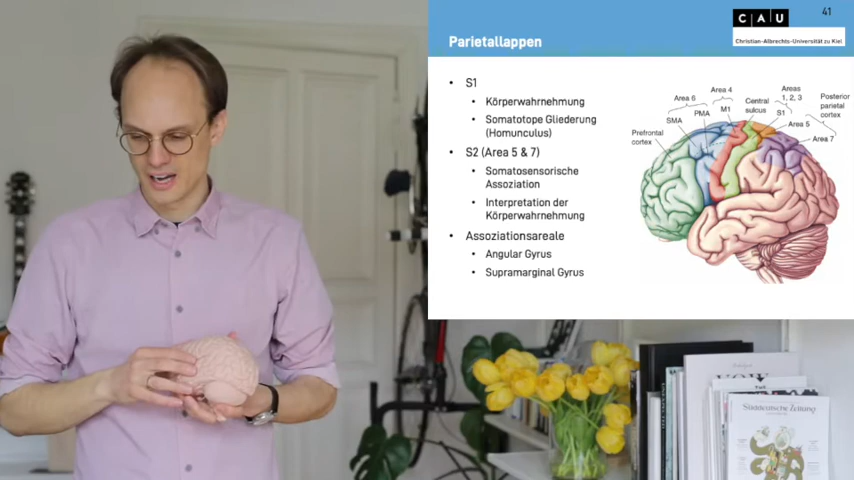 41
CAU
Christian-Albrechts-Universität zu Kiel
Parietallappen
• S1
• Körperwahrnehmung
• Somatotope Gliederung
(Homunculus)
• S2 (Area 5 & 7)
• Somatosensorische
Assoziation
• Interpretation der
Körperwahrnehmung
• Assoziationsareale
• Angular Gyrus
• Supramarginal Gyrus
Prefrontal
cortex
Area 6
SMA
PMA
Area 4
M1
Central
sulcus
Areas
1, 2, 3
S1
Area 5
Posterior
parietal
cortex
Area 7
Süddeutsche Zeitung